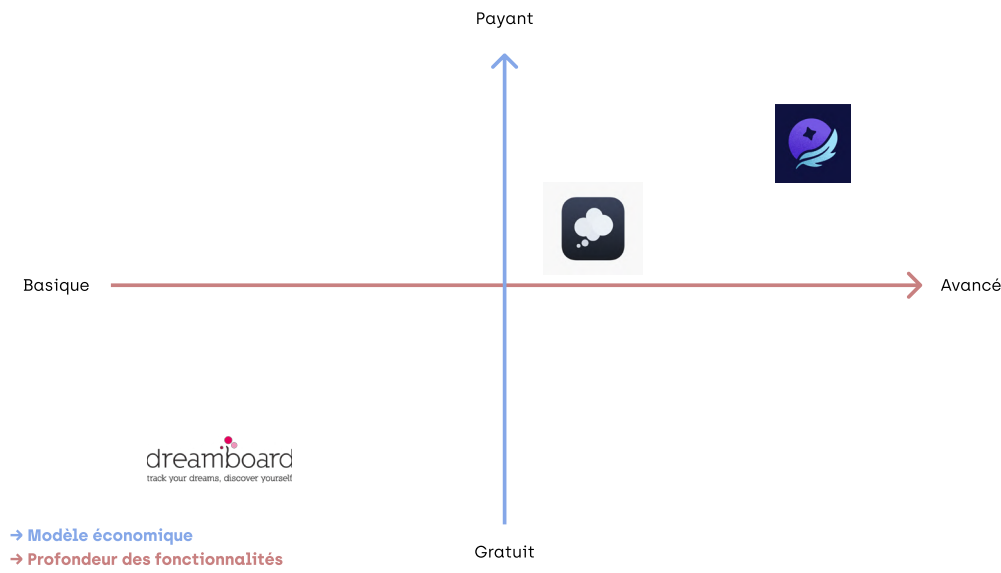 Payant
Basique
Avancé
dreamboard
track your dreams, discover yourself
→ Modèle économique
→ Profondeur des fonctionnalités
Gratuit